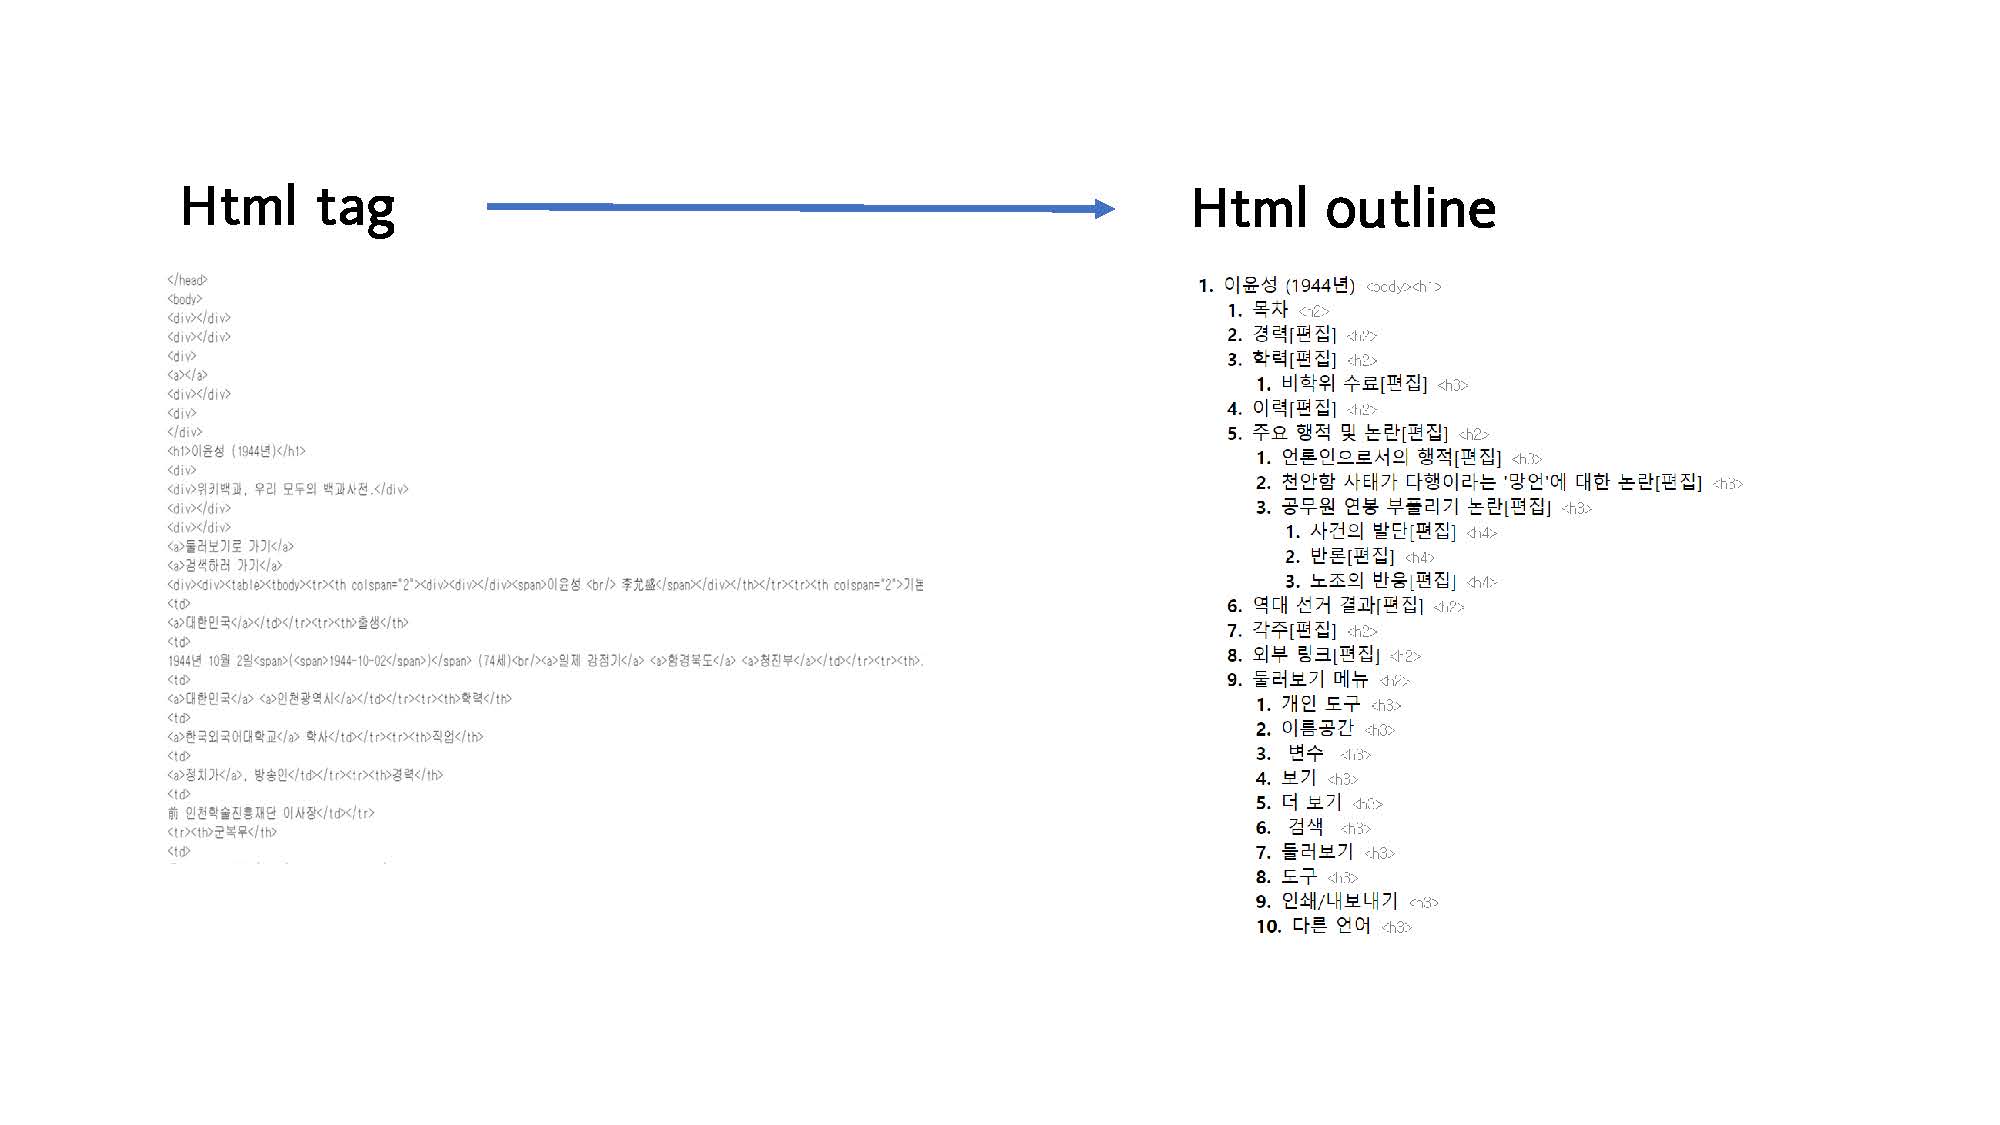 Html tag
Html outline
</head>
<body>
<div></div>
<div></div>
<div>
<a></a>
<div></div>
<div>
</div>
<h1>이윤성 (1944년)</h1>
<div>
<div>위키백과, 우리 모두의 백과사전.</div>
<div></div>
<div></div>
<a>둘러보기로 가기</a>
<a>검색하러 가기</a>
<div><div><table><tbody><tr><th colspan="2"><div><div></div><span>이윤성 <br/> 李允盛</span></div></th></tr><tr><th colspan="2">기본
<td>
<a>대한민국</a></td></tr><tr><th>출생</th>
<td>
1944년 10월 2일<span>(<span>1944-10-02</span>)</span> (74세)<br/><a>일제 강점기</a> <a>함경북도</a> <a>청진부</a></td></tr><tr><th>
<td>
<a>대한민국</a> <a>인천광역시</a></td></tr><tr><th>학력</th>
<td>
<a>한국외국어대학교</a> 학사</td></tr><tr><th>직업</th>
<td>
<a>정치가</a>, 방송인</td></tr><tr><th>경력</th>
<td>
前 인천학술진흥재단 이사장</td></tr>
<tr><th>군복무</th>
<td>
1. 이윤성 (1944년) <body><h1>
1. 목차 <h2>
2. 경력[편집] <h2>
3. 학력[편집] <h2>
1. 비학위 수료[편집] <h3>
4. 이력[편집] <h2>
5. 주요 행적 및 논란[편집] <h2>
1. 언론인으로서의 행적[편집] <h3>
2. 천안함 사태가 다행이라는 '망언'에 대한 논란[편집] <h3>
3. 공무원 연봉 부풀리기 논란[편집] <h3>
1. 사건의 발단[편집] <h4>
2. 반론[편집] <h4>
3. 노조의 반응[편집] <h4>
6. 역대 선거 결과[편집] <h2>
7. 각주[편집] <h2>
8. 외부 링크[편집] <h2>
9. 둘러보기 메뉴 <h2>
1. 개인 도구 <h3>
2. 이름공간 <h3>
3. 변수 <h3>
4. 보기 <h3>
5. 더 보기 <h3>
6. 검색 <h3>
7. 둘러보기 <h3>
8. 도구 <h3>
9. 인쇄/내보내기 <h3>
10. 다른 언어 <h3>